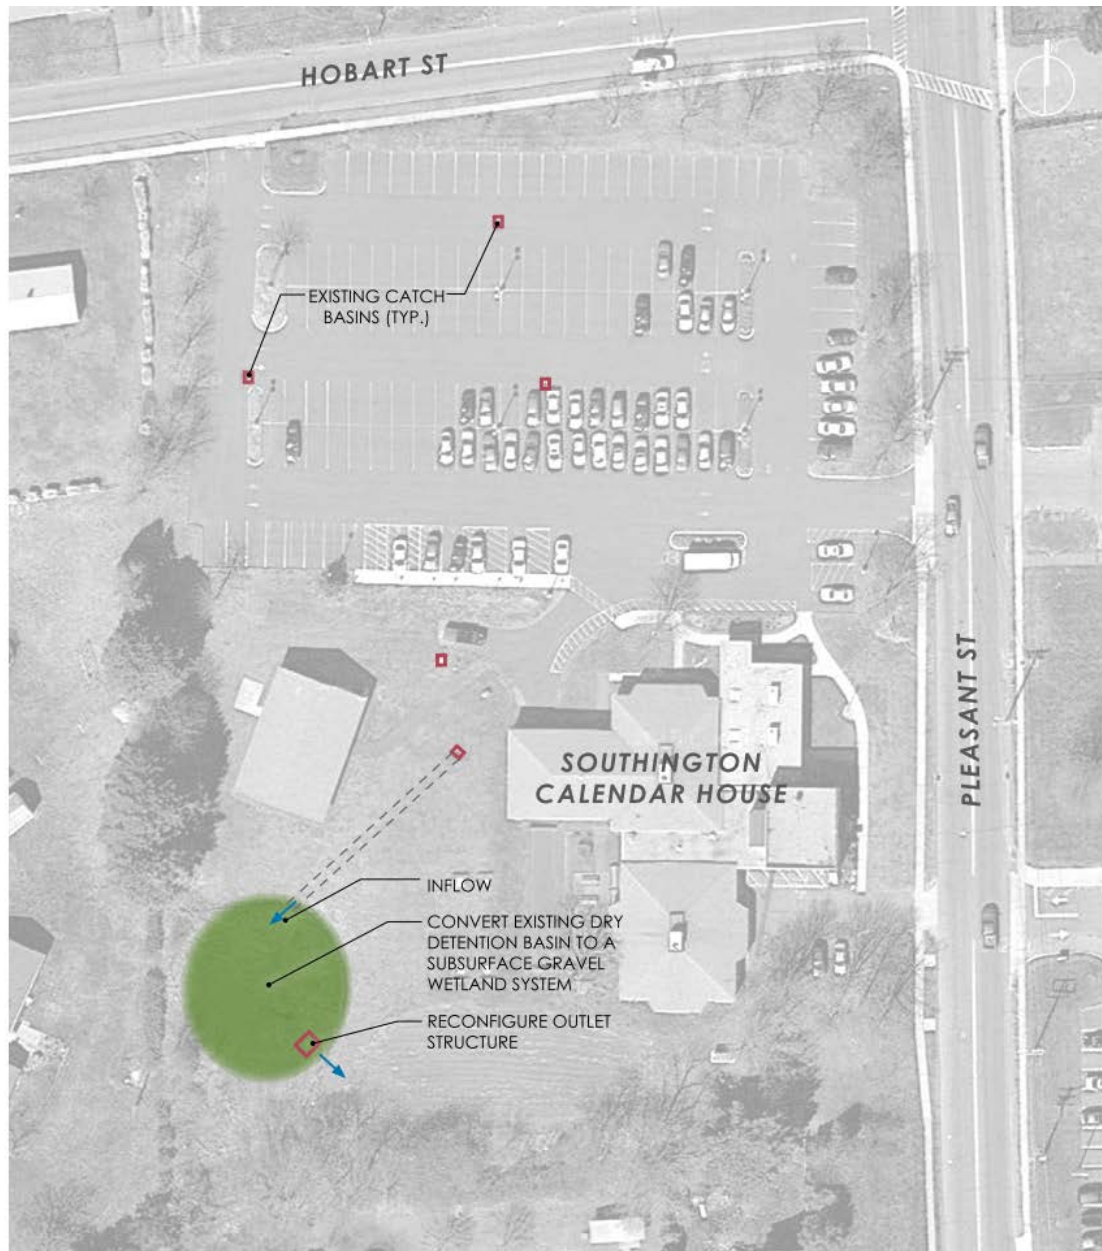 HOBART ST
EXISTING CATCH
BASINS (TYP.)
PLEASANT ST
SOUTHINGTON
CALENDAR HOUSE
INFLOW
CONVERT EXISTING DRY
DETENTION BASIN TO A
SUBSURFACE GRAVEL
WETLAND SYSTEM
RECONFIGURE OUTLET
STRUCTURE